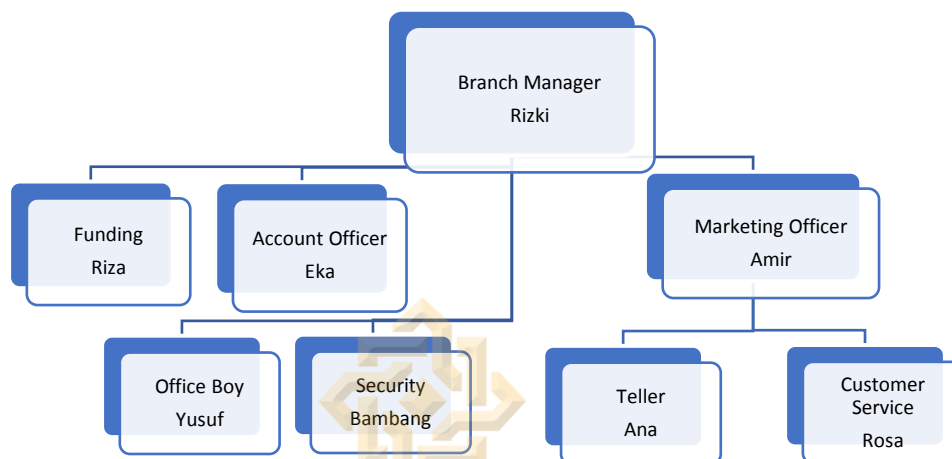 Branch Manager
Rizki
Funding
Riza
Account Officer
Eka
Marketing Officer
Amir
Office Boy
Yusuf
Security
Bambang
Teller
Ana
Customer
Service
Rosa